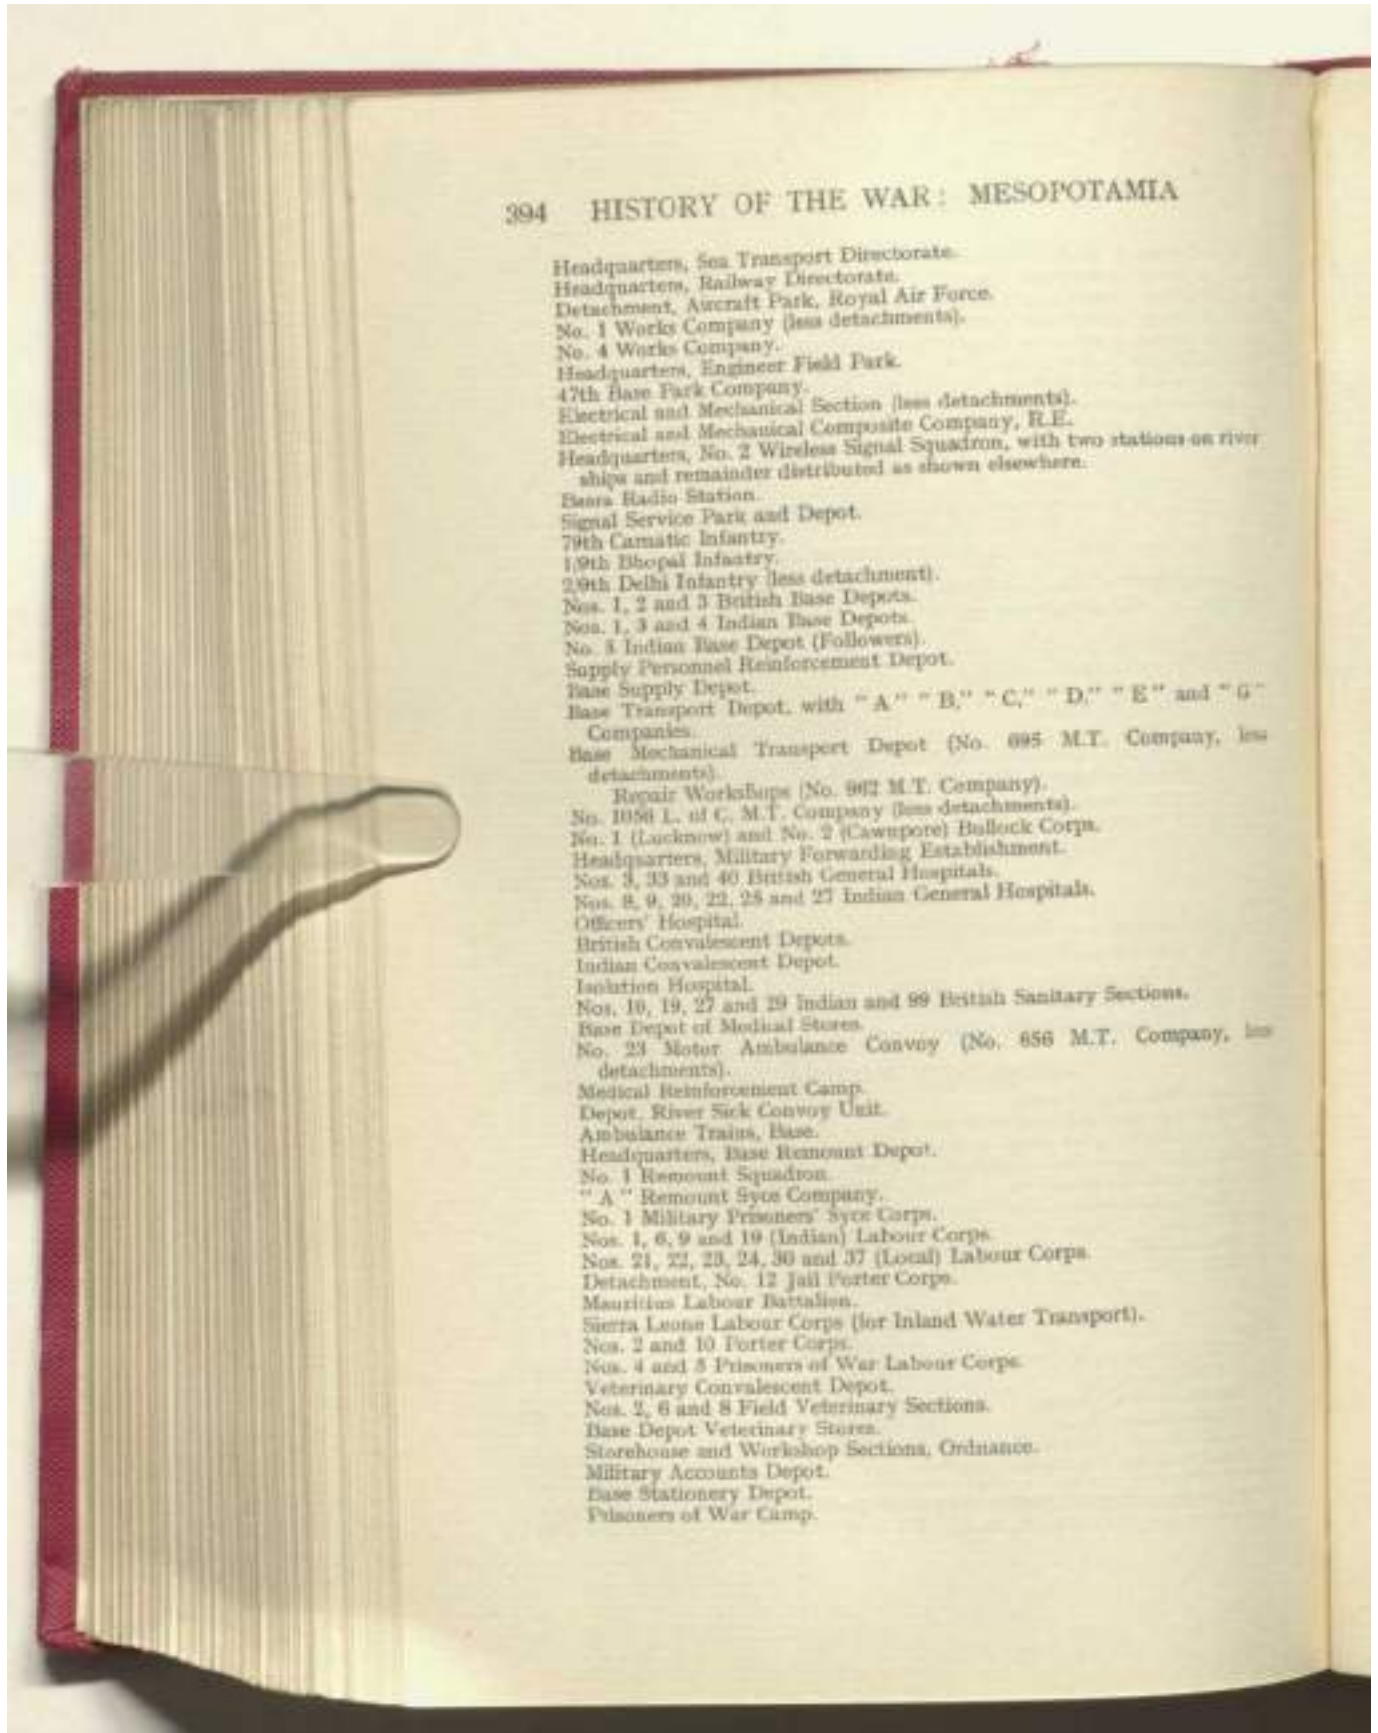 394 HISTORY OF THE WAR: MESOPOTAMIA
Headquarters, Sea Transport Directorate.
Headquarters, Railway Directorate.
Detachment, Aircraft Park, Royal Air Force.
No. 1 Works Company (less detachments).
No. 4 Works Company.
Headquarters, Engineer Field Park.
47th Base Park Company.
Electrical and Mechanical Section (less detachments).
Electrical and Mechanical Composite Company, R.E.
Headquarters, No. 2 Wireless Signal Squadron, with two stations on river
ships and remainder distributed as shown elsewhere.
Basra Radio Station.
Signal Service Park and Depot.
79th Carnatic Infantry.
1/9th Bhopal Infantry.
2/9th Delhi Infantry (less detachment).
Nos. 1, 2 and 3 British Base Depots.
Nos. 1, 3 and 4 Indian Base Depots.
No. Indian Base Depot (Followers).
Supply Personnel Reinforcement Depot.
Base Supply Depot.
Base Transport Depot, with "A" "B," "C," "D," "E" and "G"
Companies.
Base Mechanical Transport Depot (No. 695 M.T. Company, less
detachments).
Repair Workshops (No. 962 M.T. Company).
No. 1056 L. of C. M.T. Company (less detachments).
No. 1 (Lucknow) and No. 2 (Cawnpore) Bullock Corps.
Headquarters, Military Forwarding Establishment.
Nos. 3, 33 and 40 British General Hospitals.
Nos. 8, 9, 20, 22, 25 and 27 Indian General Hospitals.
Officers' Hospital.
British Convalescent Depots.
Indian Convalescent Depot.
Isolation Hospital.
Nos. 10, 19, 27 and 29 Indian and 99 British Sanitary Sections.
Base Depot of Medical Stores.
No. 23 Motor Ambulance Convoy (No. 656 M.T. Company, less
detachments).
Medical Reinforcement Camp.
Depot, River Sick Convoy Unit.
Ambulance Trains, Base.
Headquarters, Base Remount Depot.
No. 1 Remount Squadron.
"A" Remount Syce Company.
No. 1 Military Prisoners' Syce Corps.
Nos. 1, 6, 9 and 19 (Indian) Labour Corps.
Nos. 21, 22, 23, 24, 30 and 37 (Local) Labour Corps.
Detachment, No. 12 Jail Porter Corps.
Mauritius Labour Battalion.
Sierra Leone Labour Corps (for Inland Water Transport).
Nos. 2 and 10 Porter Corps.
Nos. 4 and 5 Prisoners of War Labour Corps.
Veterinary Convalescent Depot.
Nos. 2, 6 and 8 Field Veterinary Sections.
Base Depot Veterinary Stores.
Storehouse and Workshop Sections, Ordnance.
Military Accounts Depot.
Base Stationery Depot.
Prisoners of War Camp.